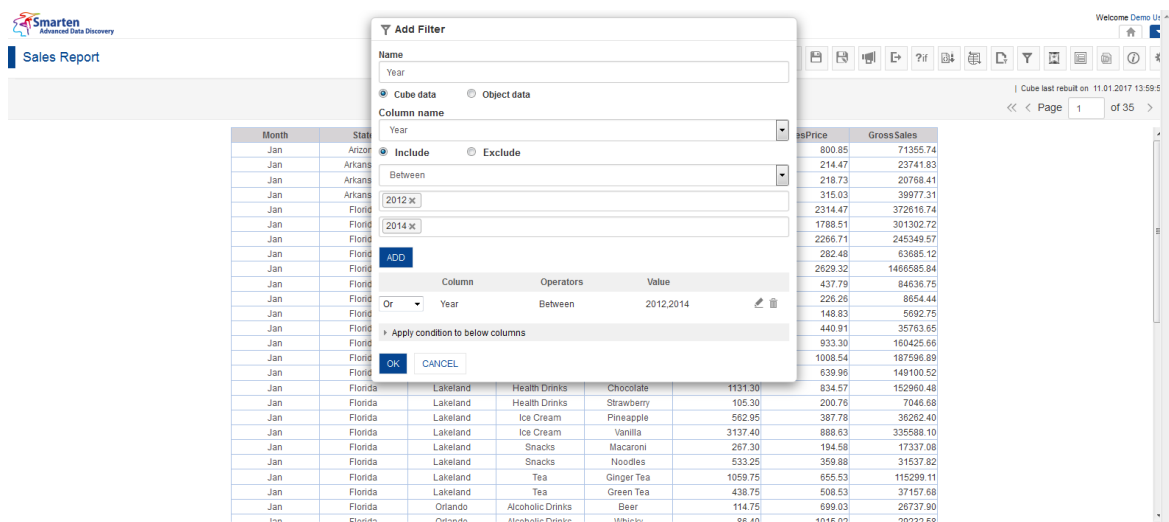 Smarten
Advanced Data Discovery
Welcome Demo Us
Sales Report
?if
| Cube last rebuilt on 11.01.2017 13:59:5
<< < Page 1 of 35 >
Add Filter
Name
Year
Cube data Object data
Column name
Year
Include Exclude
Between
2012 ×
2014 ×
ADD
Column Operators Value
Or Year Between 2012,2014
Apply condition to below columns
OK CANCEL
Month State esPrice GrossSales
Jan Arizon 800.85 71355.74
Jan Arkans 214.47 23741.83
Jan Arkans 218.73 20768.41
Jan Arkans 315.03 39977.31
Jan Florid 2314.47 372616.74
Jan Florid 1788.51 301302.72
Jan Florid 2266.71 245349.57
Jan Florid 282.48 63685.12
Jan Florid 2629.32 1466585.84
Jan Florid 437.79 84636.75
Jan Florid 226.26 8654.44
Jan Florid 148.83 5692.75
Jan Florid 440.91 35763.65
Jan Florid 933.30 160425.66
Jan Florid 1008.54 187596.89
Jan Florid 639.96 149100.52
Jan Florida Lakeland Health Drinks Chocolate 1131.30 834.57 152960.48
Jan Florida Lakeland Health Drinks Strawberry 105.30 200.76 7046.68
Jan Florida Lakeland Ice Cream Pineapple 562.95 387.78 36262.40
Jan Florida Lakeland Ice Cream Vanilla 3137.40 888.63 335588.10
Jan Florida Lakeland Snacks Macaroni 267.30 194.58 17337.08
Jan Florida Lakeland Snacks Noodles 533.25 359.88 31537.82
Jan Florida Lakeland Tea Ginger Tea 1059.75 655.53 115299.11
Jan Florida Lakeland Tea Green Tea 438.75 508.53 37157.68
Jan Florida Orlando Alcoholic Drinks Beer 114.75 699.03 26737.90
Jan Florida Orlando Alcoholic Drinks Whisky 86.40 1015.02 29232.58